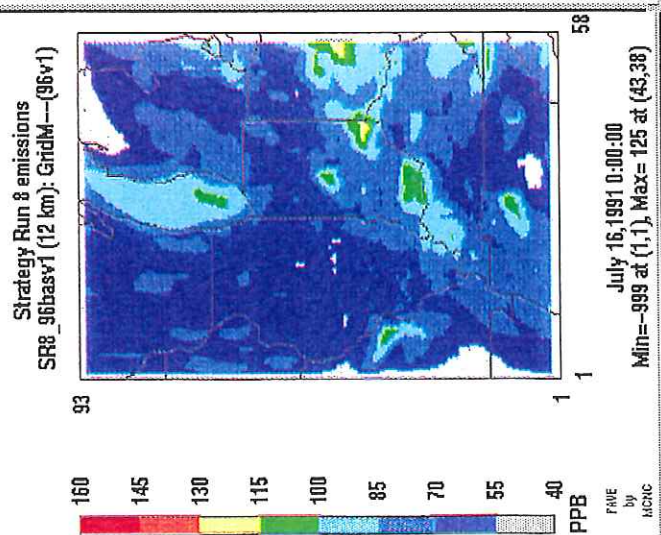 Strategy Run 8 emissions
SR8_96basv1 (12 km): GridM---(96v1)
160
145
130
115
100
85
70
55
40
PPB
PAVE
by
MCNC
93
1
1
58
July 16,1991 0:00:00
Min=-999 at (1,1), Max= 125 at (43,38)